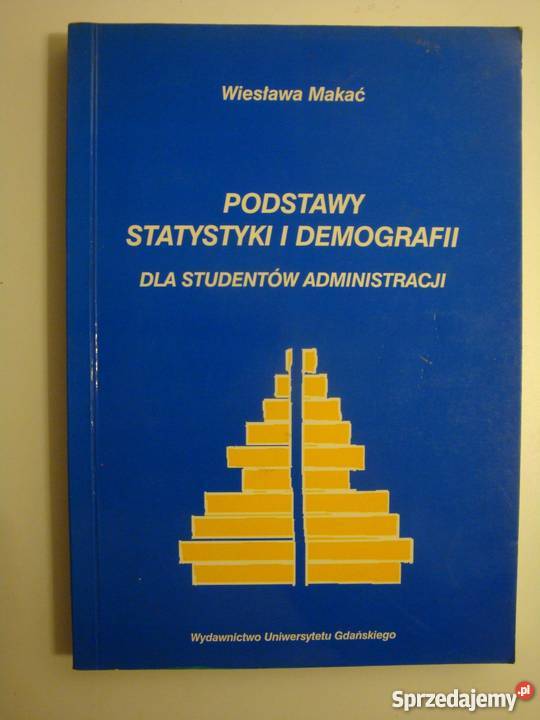 Wiesława Makać
PODSTAWY
STATYSTYKI I DEMOGRAFII
DLA STUDENTÓW ADMINISTRACJI
Wydawnictwo Uniwersytetu Gdańskiego
Sprzedajemy.pl